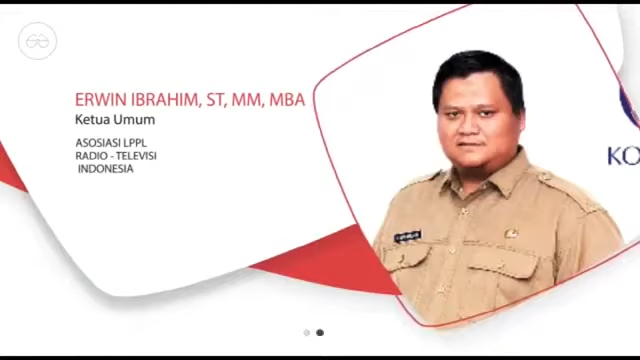 ERWIN IBRAHIM, ST, MM, MBA
Ketua Umum
ASOSIASI LPPL
RADIO - TELEVISI
INDONESIA
KO